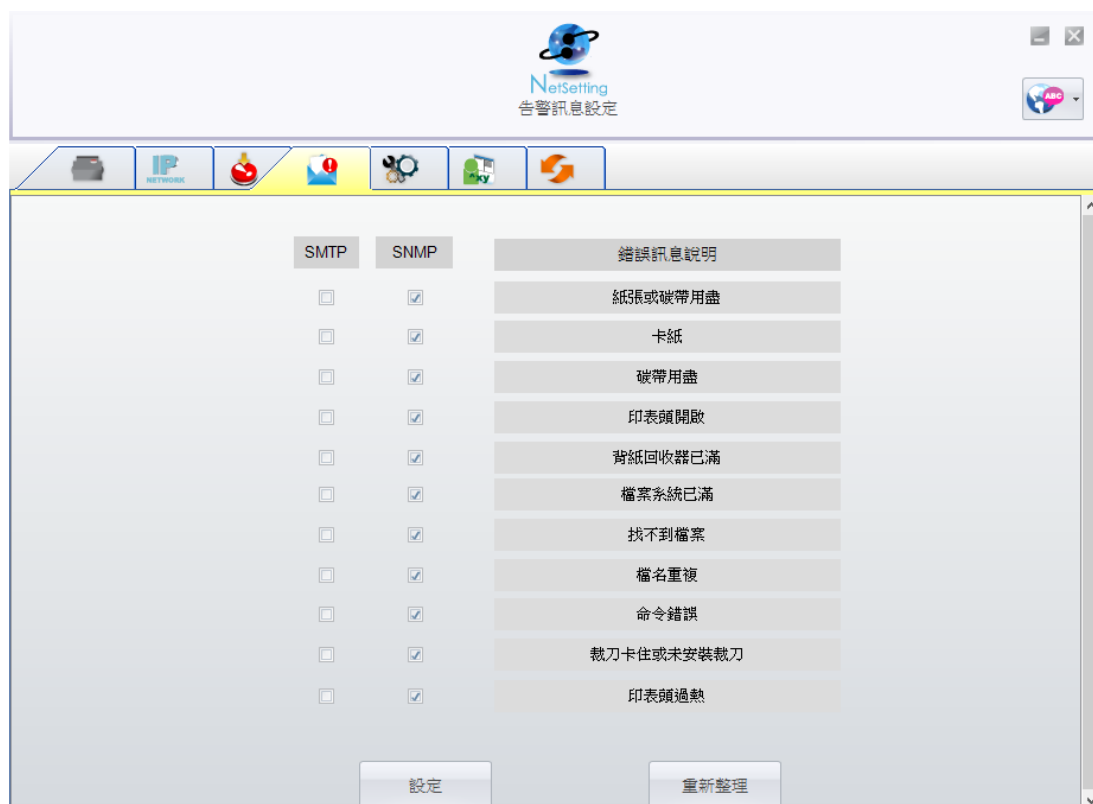 NetSetting
告警訊息設定
ABC
IP
NETWORK
^XY
SMTP SNMP 錯誤訊息說明
紙張或碳帶用盡
卡紙
碳帶用盡
印表頭開啟
背紙回收器已滿
檔案系統已滿
找不到檔案
檔名重複
命令錯誤
裁刀卡住或未安裝裁刀
印表頭過熱
設定 重新整理